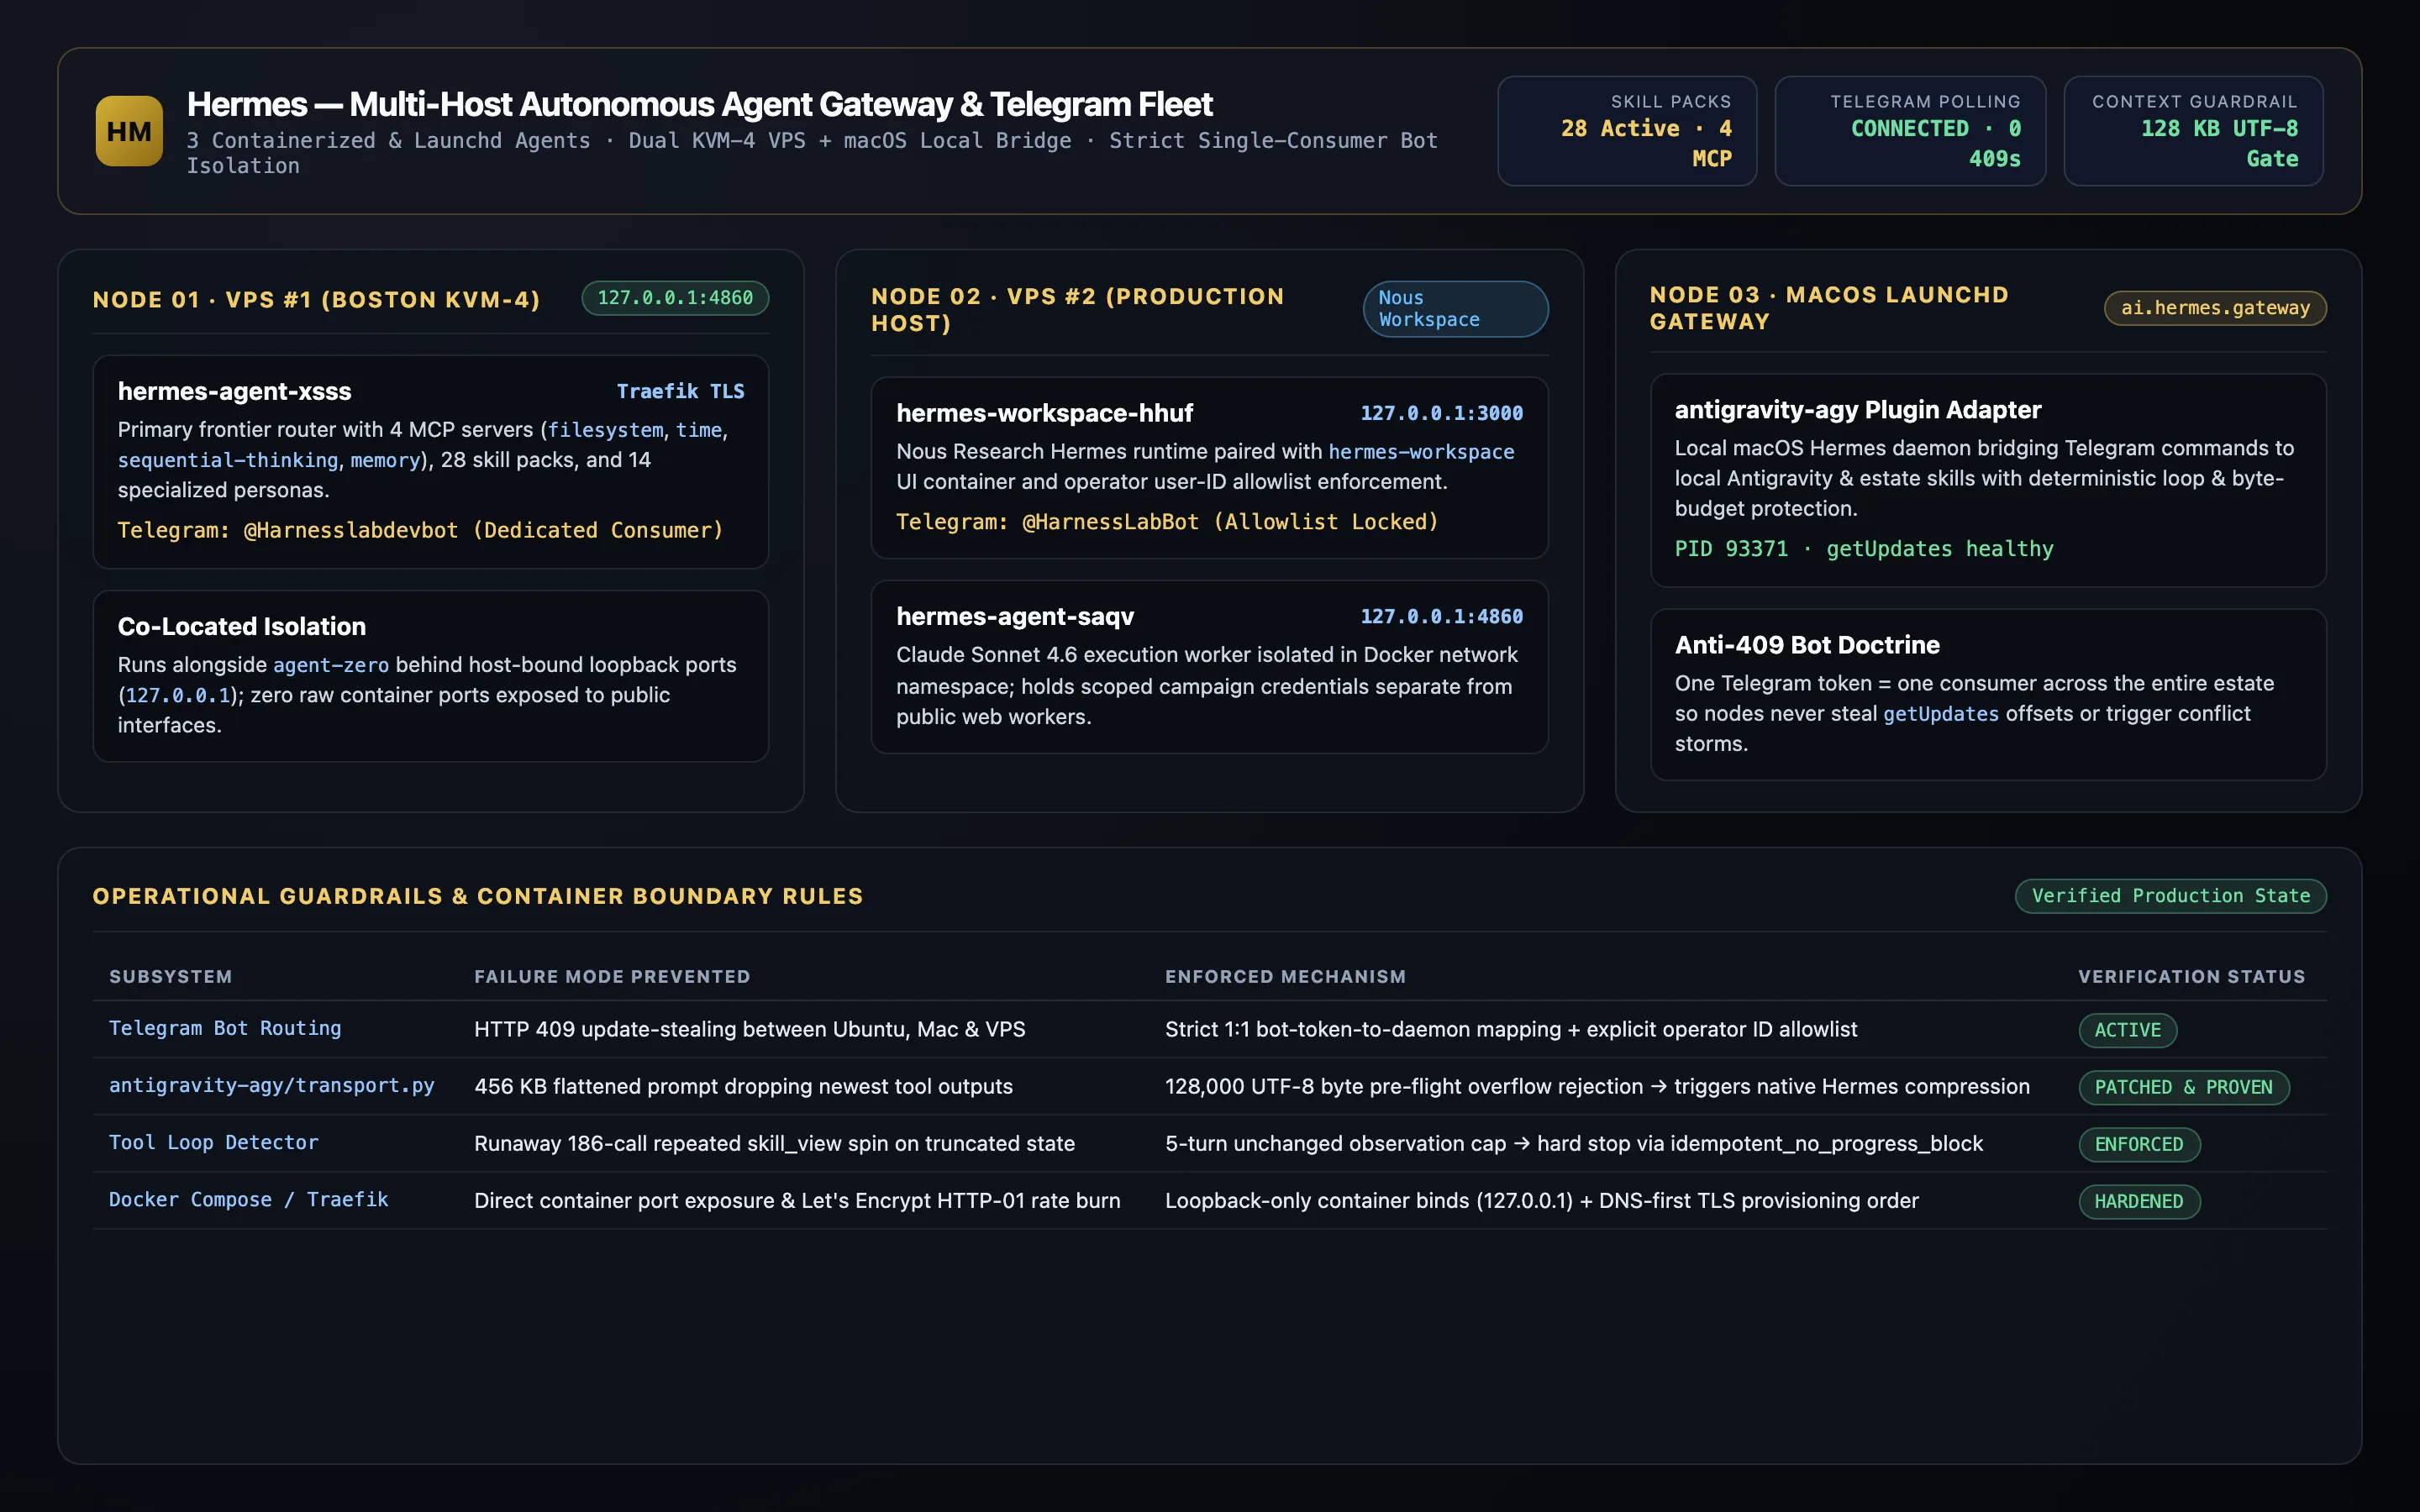 HM
Hermes — Multi-Host Autonomous Agent Gateway & Telegram Fleet
3 Containerized & Launchd Agents · Dual KVM-4 VPS + macOS Local Bridge · Strict Single-Consumer Bot
Isolation
SKILL PACKS
28 Active · 4
MCP
TELEGRAM POLLING
CONNECTED · 0
409s
CONTEXT GUARDRAIL
128 KB UTF-8
Gate
NODE 01 · VPS #1 (BOSTON KVM-4)
127.0.0.1:4860
hermes-agent-xsss
Traefik TLS
Primary frontier router with 4 MCP servers (filesystem, time,
sequential-thinking, memory), 28 skill packs, and 14
specialized personas.
Telegram: @Harnesslabdevbot (Dedicated Consumer)
Co-Located Isolation
Runs alongside agent-zero behind host-bound loopback ports
(127.0.0.1); zero raw container ports exposed to public
interfaces.
NODE 02 · VPS #2 (PRODUCTION
HOST)
Nous
Workspace
hermes-workspace-hhuf
127.0.0.1:3000
Nous Research Hermes runtime paired with hermes-workspace
UI container and operator user-ID allowlist enforcement.
Telegram: @HarnessLabBot (Allowlist Locked)
hermes-agent-saqv
127.0.0.1:4860
Claude Sonnet 4.6 execution worker isolated in Docker network
namespace; holds scoped campaign credentials separate from
public web workers.
NODE 03 · MACOS LAUNCHD
GATEWAY
ai.hermes.gateway
antigravity-agy Plugin Adapter
Local macOS Hermes daemon bridging Telegram commands to
local Antigravity & estate skills with deterministic loop & byte-
budget protection.
PID 93371 · getUpdates healthy
Anti-409 Bot Doctrine
One Telegram token = one consumer across the entire estate
so nodes never steal getUpdates offsets or trigger conflict
storms.
OPERATIONAL GUARDRAILS & CONTAINER BOUNDARY RULES
Verified Production State
SUBSYSTEM FAILURE MODE PREVENTED ENFORCED MECHANISM VERIFICATION STATUS
Telegram Bot Routing HTTP 409 update-stealing between Ubuntu, Mac & VPS Strict 1:1 bot-token-to-daemon mapping + explicit operator ID allowlist ACTIVE
antigravity-agy/transport.py 456 KB flattened prompt dropping newest tool outputs 128,000 UTF-8 byte pre-flight overflow rejection → triggers native Hermes compression PATCHED & PROVEN
Tool Loop Detector Runaway 186-call repeated skill_view spin on truncated state 5-turn unchanged observation cap → hard stop via idempotent_no_progress_block ENFORCED
Docker Compose / Traefik Direct container port exposure & Let's Encrypt HTTP-01 rate burn Loopback-only container binds (127.0.0.1) + DNS-first TLS provisioning order HARDENED